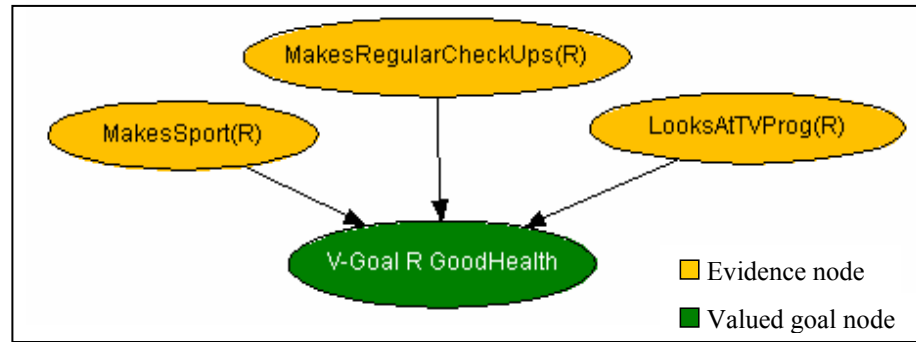 MakesRegularCheckUps(R)
MakesSport(R)
LooksAtTVProg(R)
V-Goal R GoodHealth
Evidence node
Valued goal node